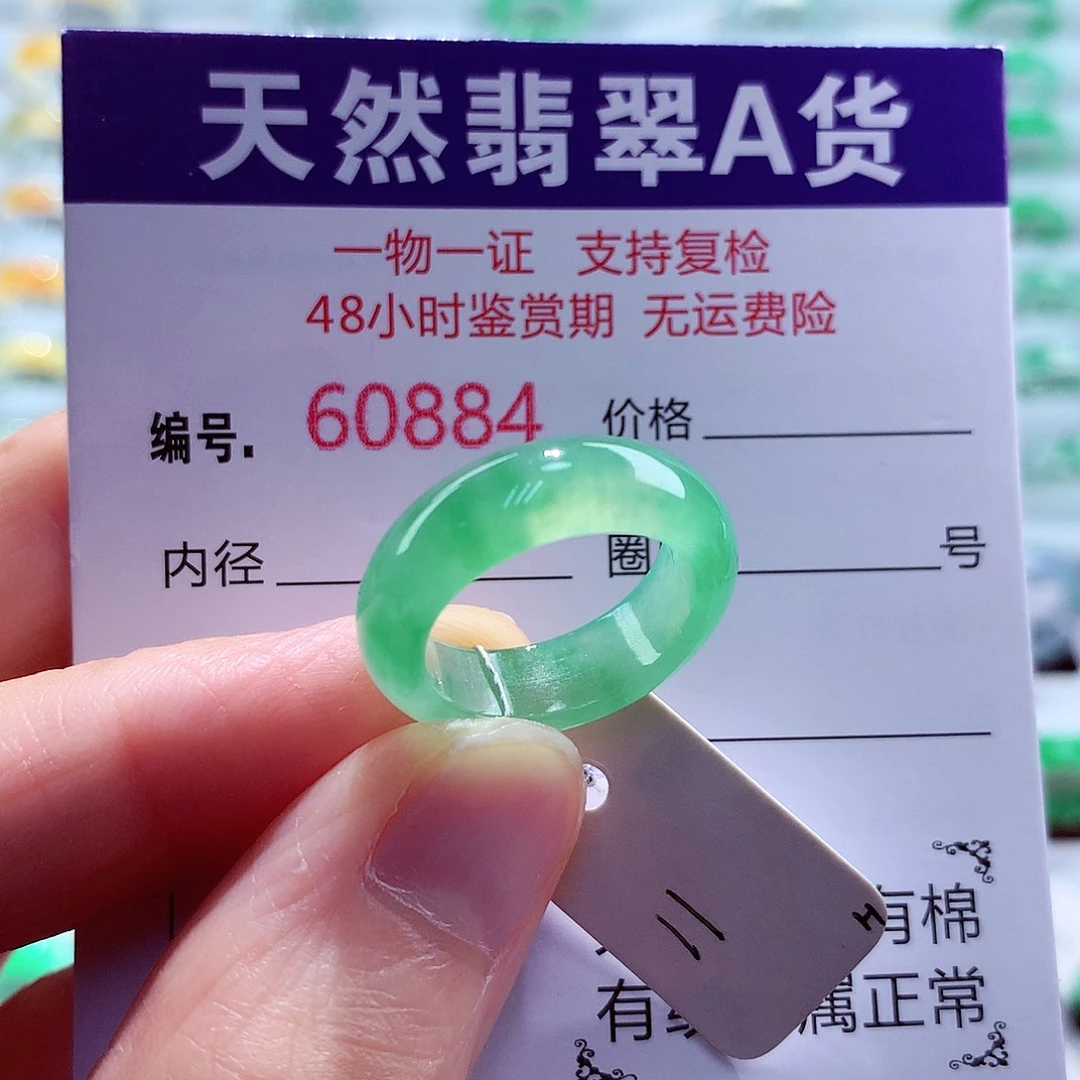 天然翡翠A货
一物一证 支持复检
48小时鉴赏期 无运费险
编号. 60884 价格
内径 圈 号
有棉
有 属正常